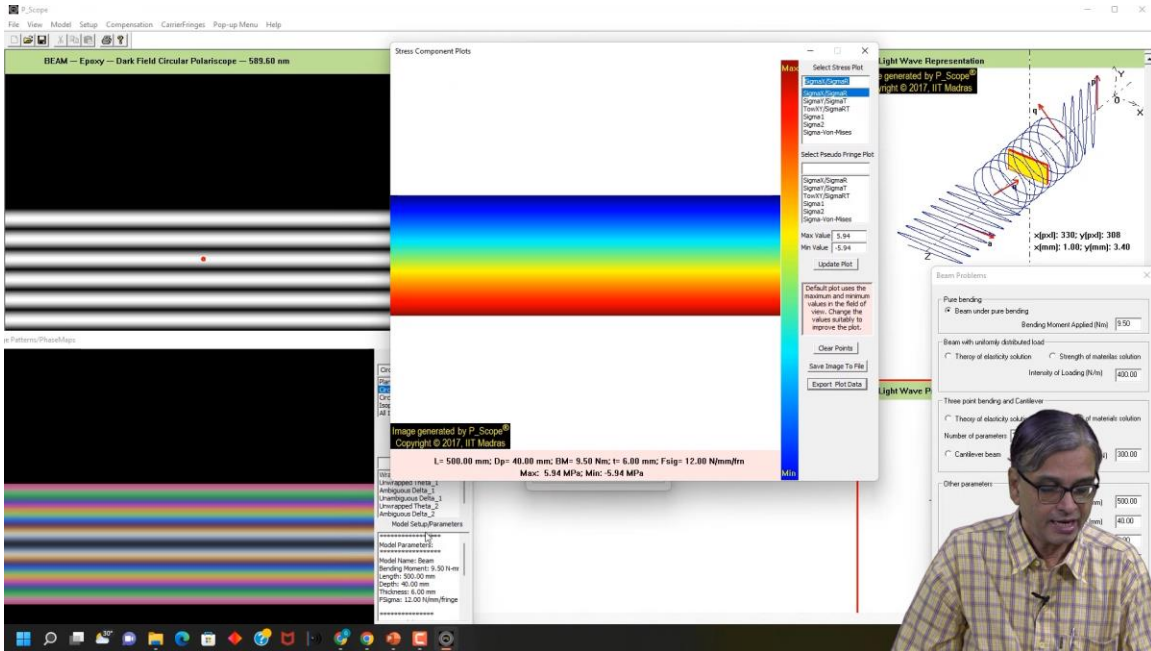 P_Scope
File View Model Setup Compensation CarrierFringes Pop-up Menu Help
BEAM -- Epoxy -- Dark Field Circular Polariscope -- 589.60 nm
Stress Component Plots
Max
Min
Select Stress Plot
SigmaX/SigmaR
SigmaX/SigmaR
SigmaY/SigmaT
TowXY/SigmaRT
Sigma1
Sigma2
Sigma-Von-Mises
Select Pseudo Fringe Plot
SigmaX/SigmaR
SigmaY/SigmaT
TowXY/SigmaRT
Sigma1
Sigma2
Sigma-Von-Mises
Max Value 5.94
Min Value -5.94
Update Plot
Default plot uses the
maximum and minimum
values in the field of
view. Change the
values suitably to
improve the plot.
Clear Points
Save Image To File
Export Plot Data
Image generated by P_Scope®
Copyright © 2017, IIT Madras
L= 500.00 mm; Dp= 40.00 mm; BM= 9.50 Nm; t= 6.00 mm; Fsig= 12.00 N/mm/frn
Max: 5.94 MPa; Min: -5.94 MPa
Light Wave Representation
generated by P_Scope®
right © 2017, IIT Madras
Y
O
X
p
q
s
Z
x(pxl): 330; y(pxl): 308
x(mm): 1.00; y(mm): 3.40
Light Wave P
e Patterns/PhaseMaps
Unwrapped Theta_1
Ambiguous Delta_1
Unambiguous Delta_1
Unwrapped Theta_2
Ambiguous Delta_2
Model Setup/Parameters
*****************
Model Parameters:
*****************
Model Name: Beam
Bending Moment: 9.50 N-m
Length: 500.00 mm
Depth: 40.00 mm
Thickness: 6.00 mm
FSigma: 12.00 N/mm/fringe
Beam Problems
Pure bending
Beam under pure bending
Bending Moment Applied (Nm) 9.50
Beam with uniformly distributed load
Theroy of elasticity solution Strength of materilas solution
Intensity of Loading (N/m) 400.00
Three point bending and Cantilever
Theory of elasticity solu of materials solution
Number of parameters
Cantilever beam 300.00
Other parameters
500.00
40.00
30°